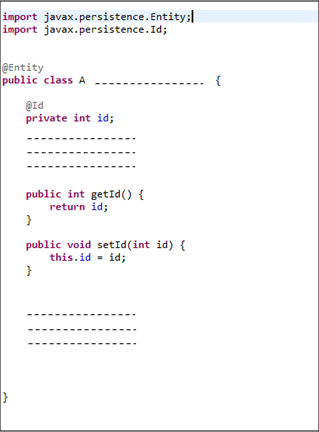 import javax.persistence.Entity;
import javax.persistence.Id;
@Entity
public class A ________________ {
@Id
private int id;
----------------
----------------
----------------
public int getId() {
return id;
}
public void setId(int id) {
this.id = id;
}
----------------
----------------
----------------
}